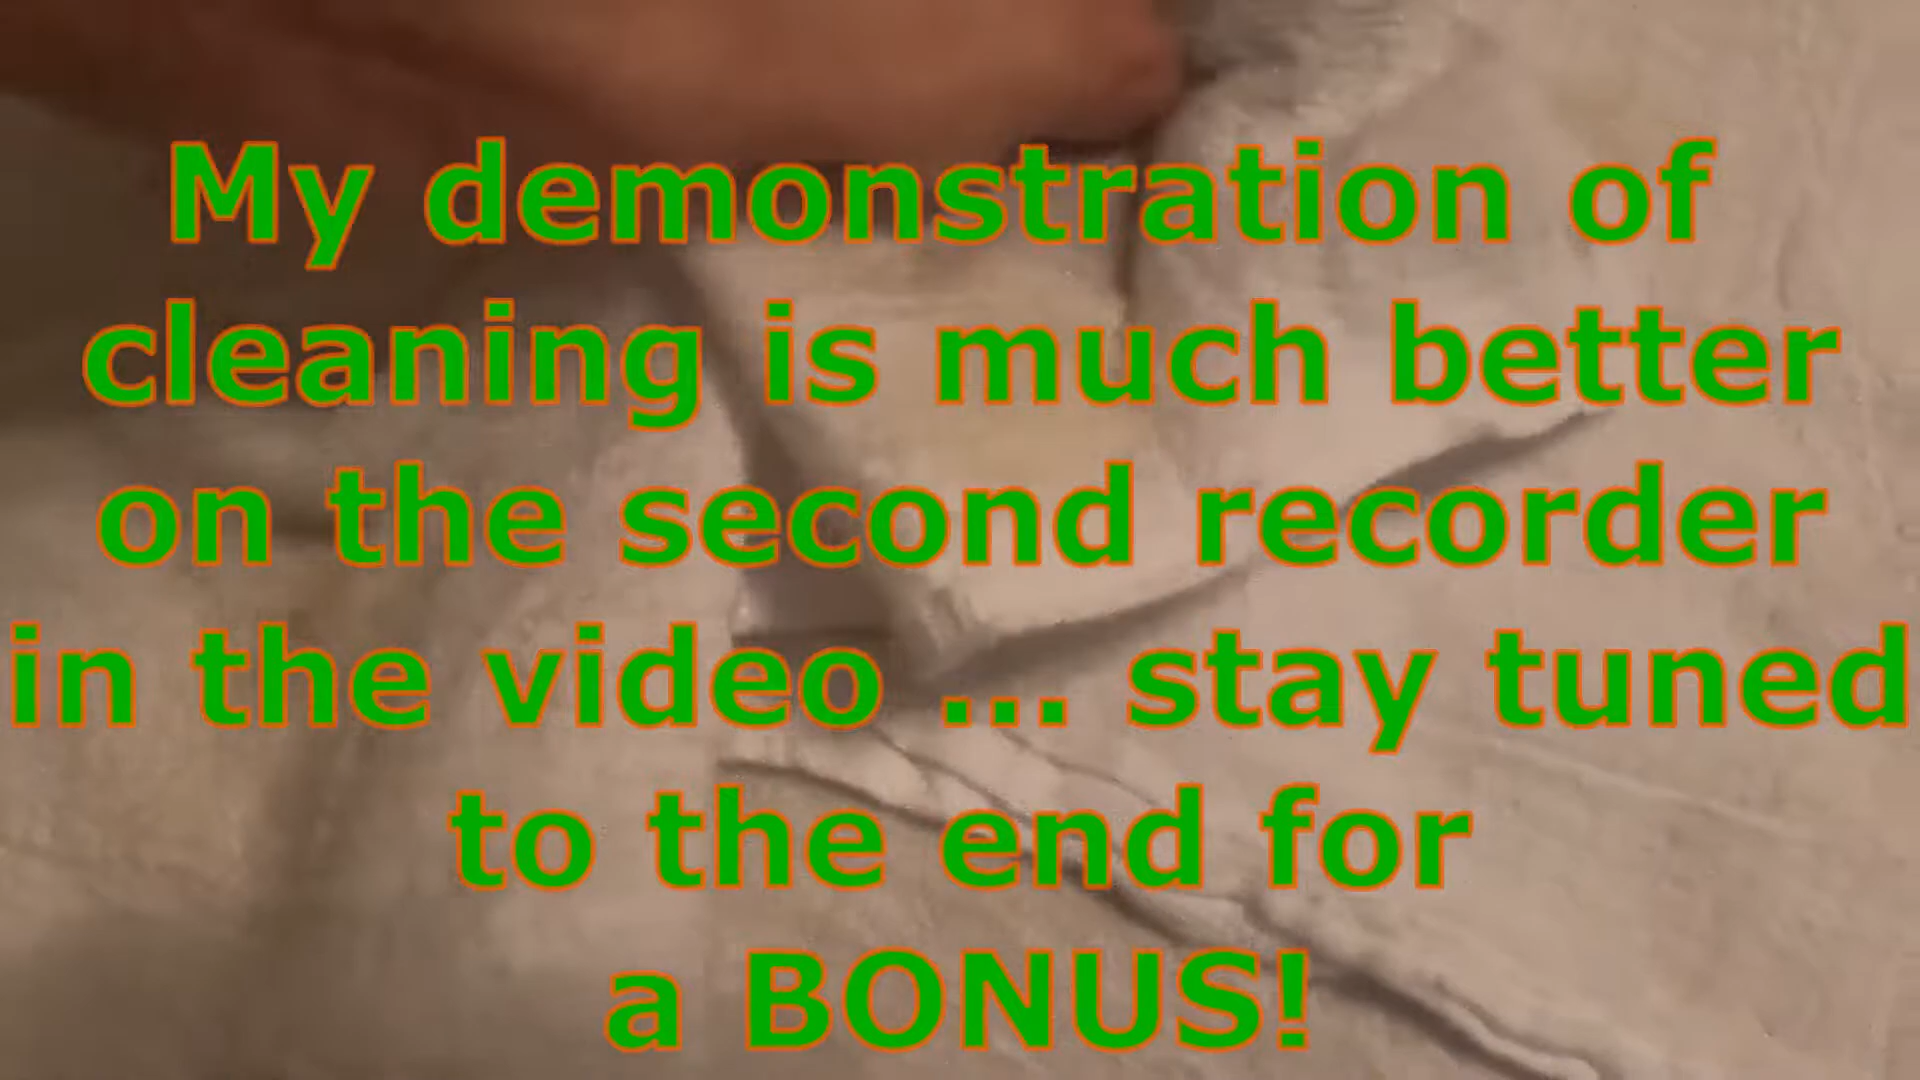 My demonstration of
cleaning is much better
on the second recorder
in the video ... stay tuned
to the end for
a BONUS!